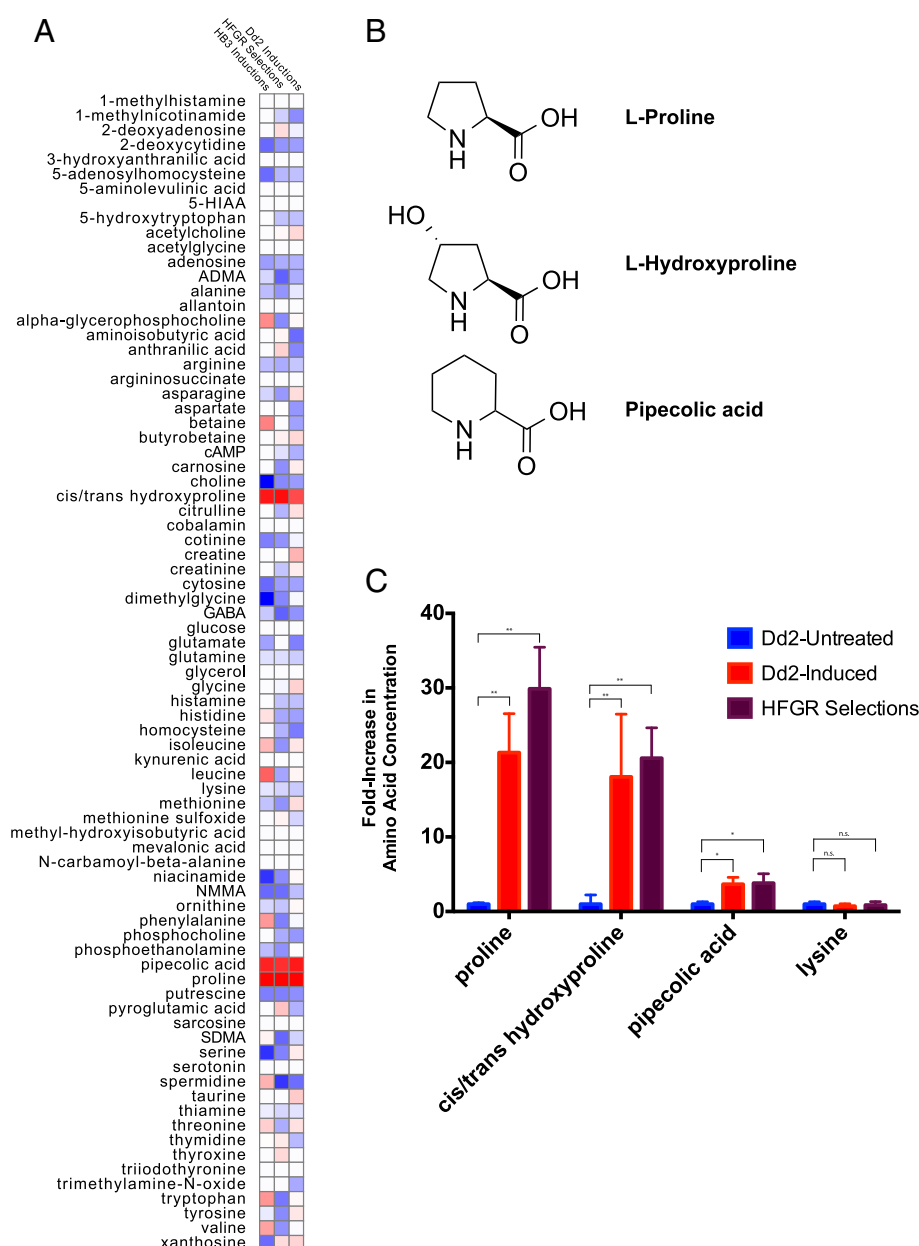 A
HB3 Inductions
HFGR Selections
Dd2 Inductions
1-methylhistamine
1-methylnicotinamide
2-deoxyadenosine
2-deoxycytidine
3-hydroxyanthranilic acid
5-adenosylhomocysteine
5-aminolevulinic acid
5-HIAA
5-hydroxytryptophan
acetylcholine
acetylglycine
adenosine
ADMA
alanine
allantoin
alpha-glycerophosphocholine
aminoisobutyric acid
anthranilic acid
arginine
argininosuccinate
asparagine
aspartate
betaine
butyrobetaine
cAMP
carnosine
choline
cis/trans hydroxyproline
citrulline
cobalamin
cotinine
creatine
creatinine
cytosine
dimethylglycine
GABA
glucose
glutamate
glutamine
glycerol
glycine
histamine
histidine
homocysteine
isoleucine
kynurenic acid
leucine
lysine
methionine
methionine sulfoxide
methyl-hydroxyisobutyric acid
mevalonic acid
N-carbamoyl-beta-alanine
niacinamide
NMMA
ornithine
phenylalanine
phosphocholine
phosphoethanolamine
pipecolic acid
proline
putrescine
pyroglutamic acid
sarcosine
SDMA
serine
serotonin
spermidine
taurine
thiamine
threonine
thymidine
thyroxine
triiodothyronine
trimethylamine-N-oxide
tryptophan
tyrosine
valine
xanthosine
B
N
H
OH
O
L-Proline
HO
N
H
OH
O
L-Hydroxyproline
N
H
OH
O
Pipecolic acid
C
Fold-Increase in
Amino Acid Concentration
40
30
20
10
0
** **
** **
* *
n.s. n.s.
Dd2-Untreated
Dd2-Induced
HFGR Selections
proline
cis/trans hydroxyproline
pipecolic acid
lysine